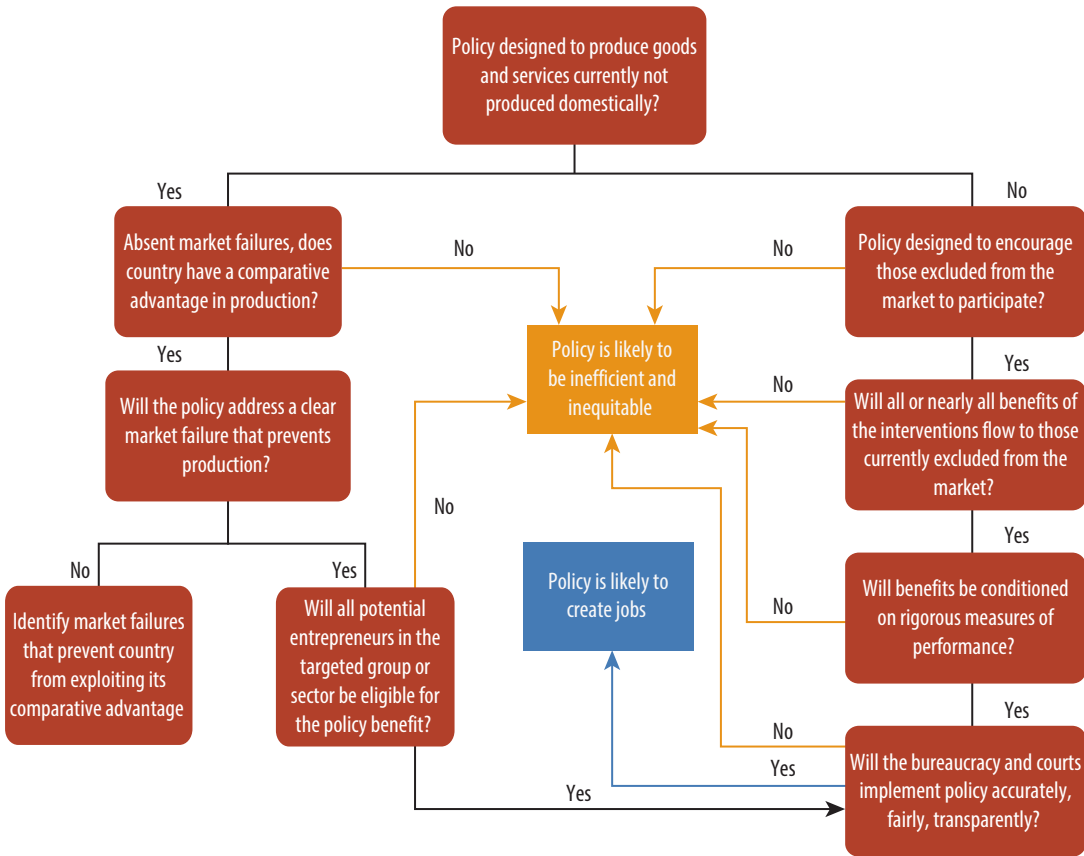 Policy designed to produce goods
and services currently not
produced domestically?
Yes
No
Absent market failures, does
country have a comparative
advantage in production?
No
No
Policy designed to encourage
those excluded from the
market to participate?
Yes
Policy is likely to
be inefficient and
inequitable
Yes
Will the policy address a clear
market failure that prevents
production?
No
Will all or nearly all benefits of
the interventions flow to those
currently excluded from the
market?
No
Yes
No
Yes
Identify market failures
that prevent country
from exploiting its
comparative advantage
Will all potential
entrepreneurs in the
targeted group or
sector be eligible for
the policy benefit?
Policy is likely to
create jobs
No
Will benefits be conditioned
on rigorous measures of
performance?
Yes
No
Yes
Yes
Will the bureaucracy and courts
implement policy accurately,
fairly, transparently?